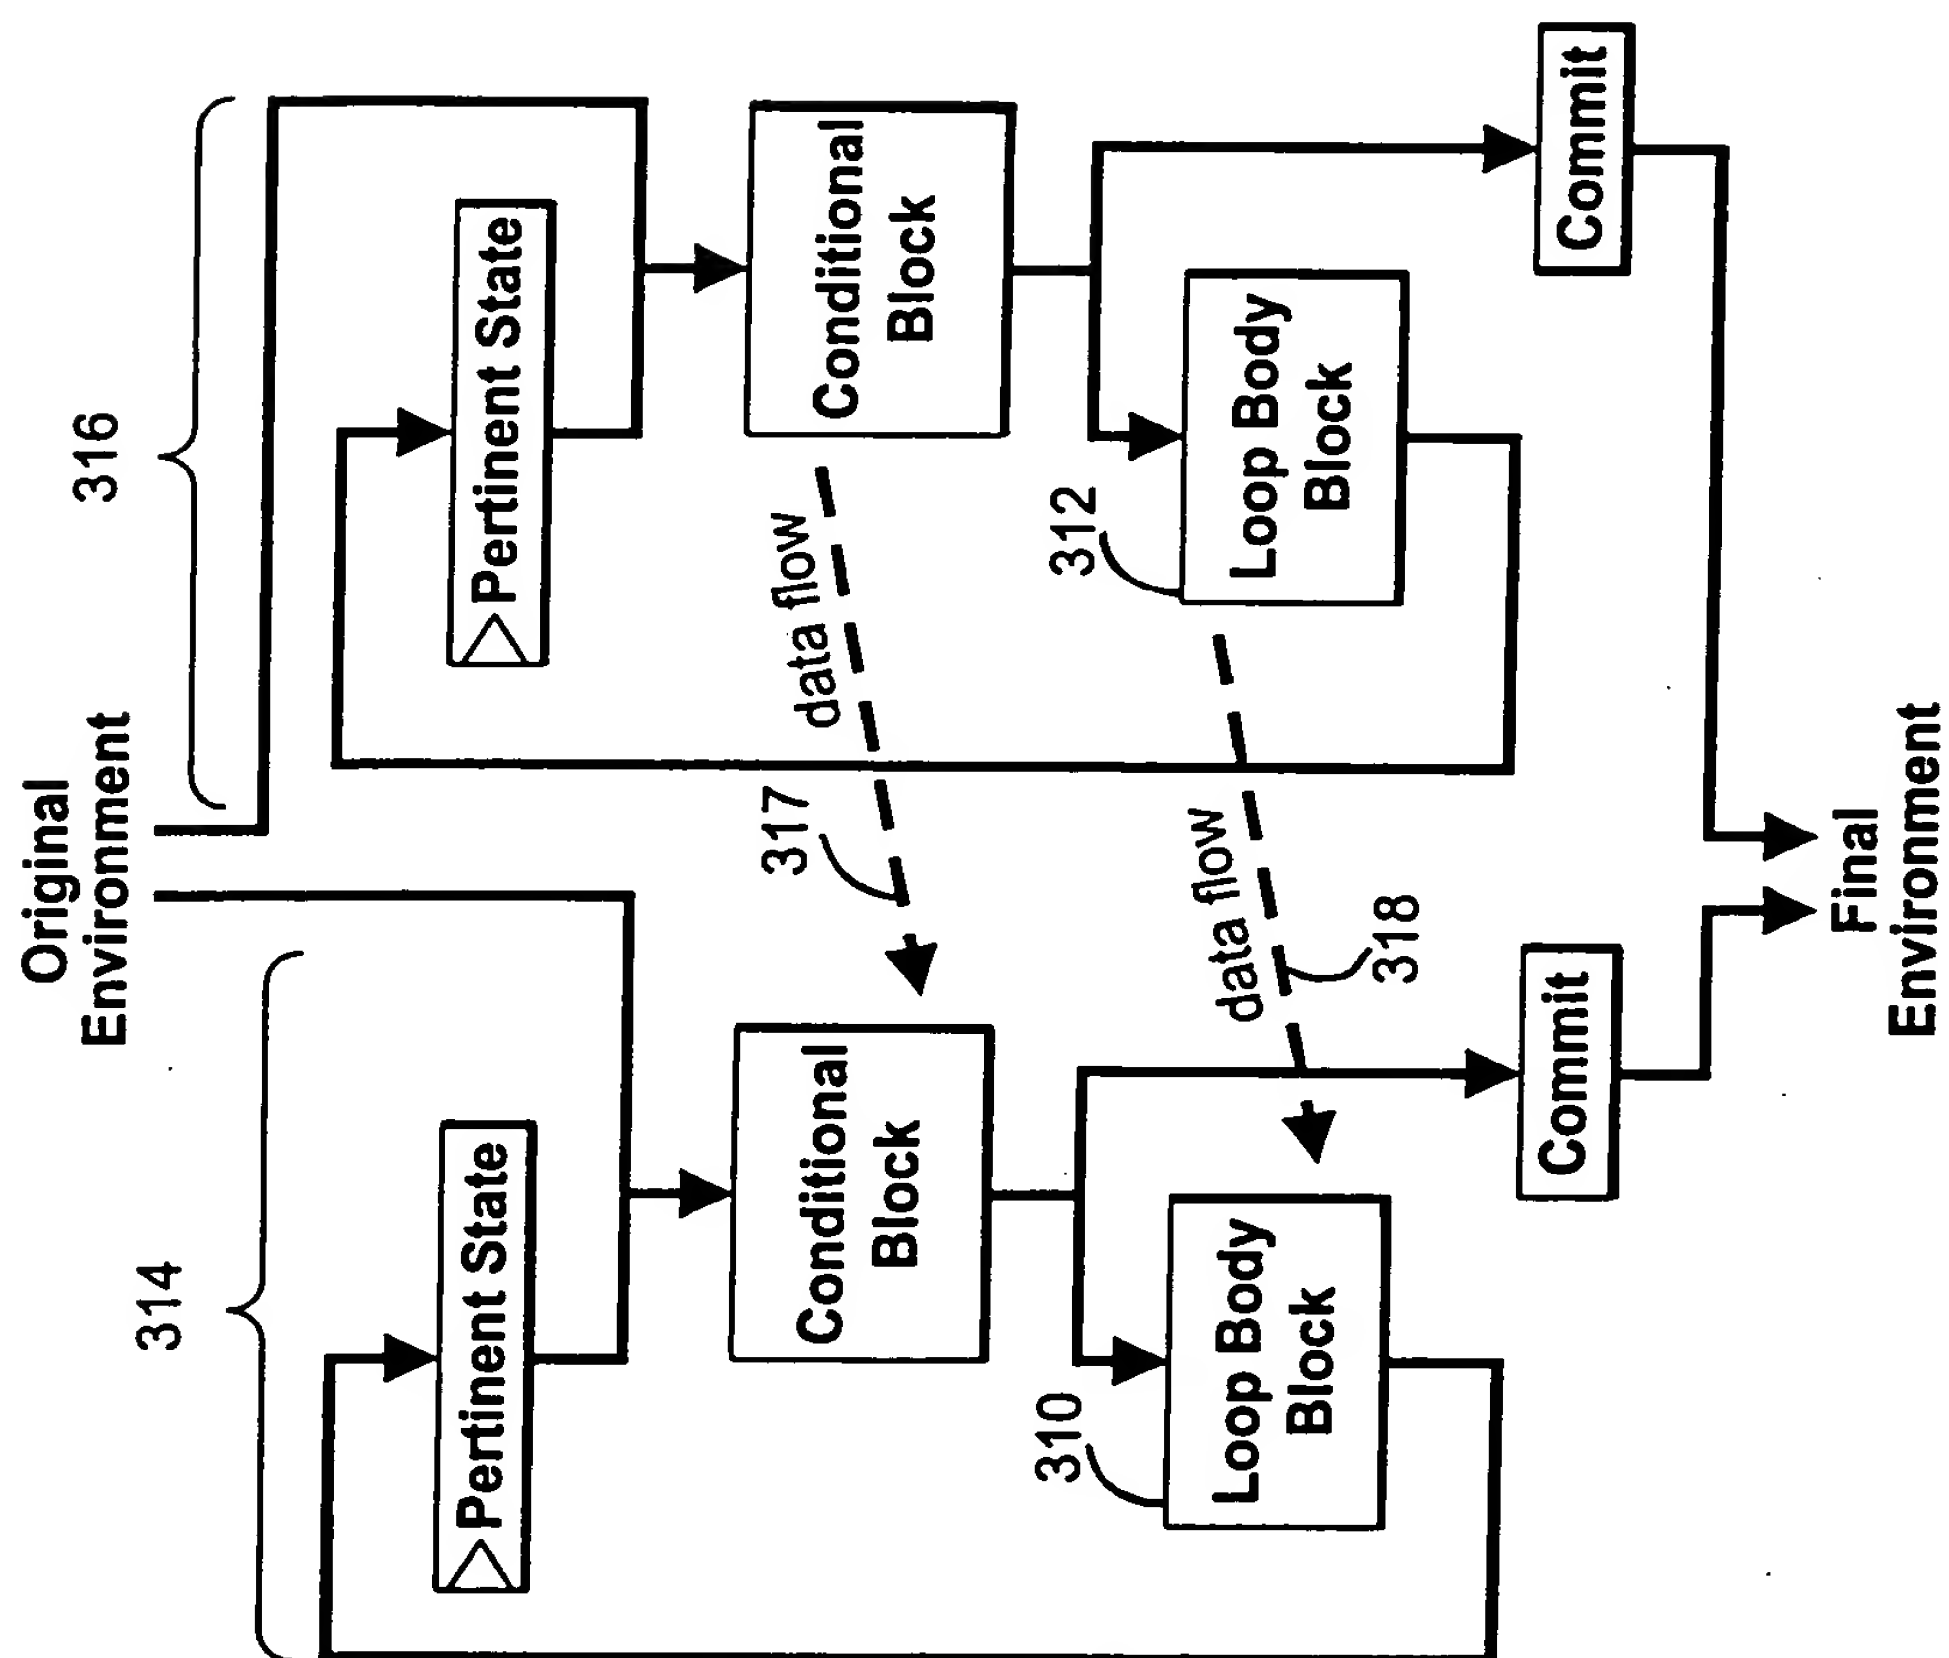 Original
Environment
314
316
Pertinent State
Pertinent State
Conditional
Block
317
data flow
Conditional
Block
310
Loop Body
Block
318
data flow
312
Loop Body
Block
Commit
Commit
Final
Environment